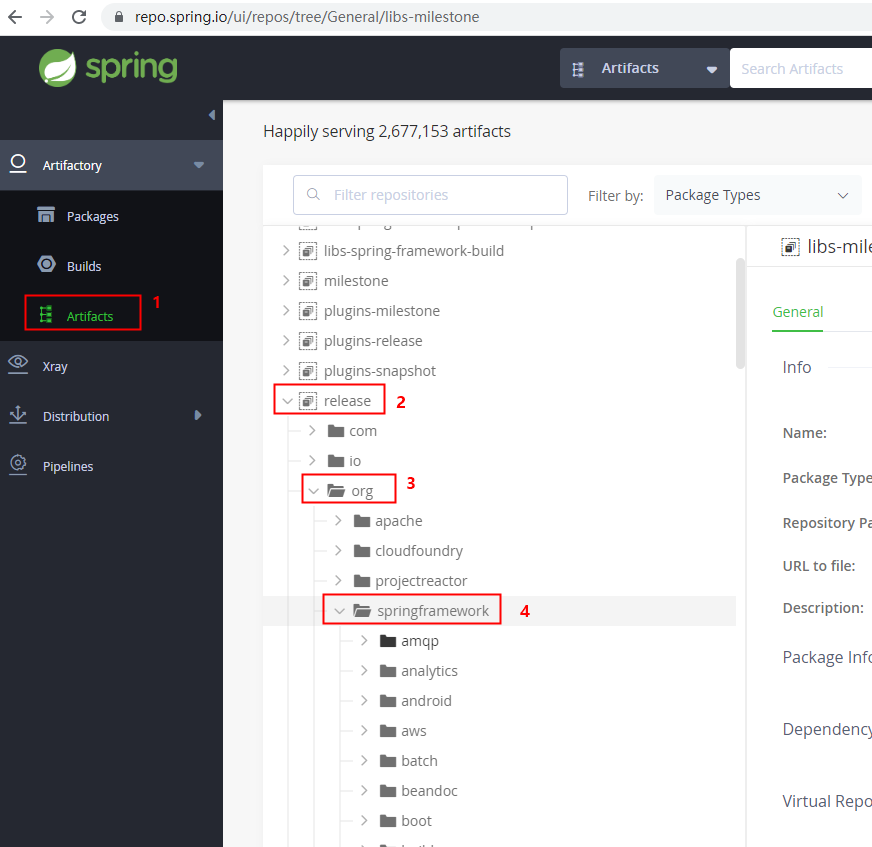 repo.spring.io/ui/repos/tree/General/libs-milestone
spring
Artifacts
Search Artifacts
Happily serving 2,677,153 artifacts
Artifactory
Packages
Builds
Artifacts
1
Xray
Distribution
Pipelines
Filter repositories
Filter by:
Package Types
libs-spring-framework-build
milestone
plugins-milestone
plugins-release
plugins-snapshot
release
2
com
io
org
3
apache
cloudfoundry
projectreactor
springframework
4
amqp
analytics
android
aws
batch
beandoc
boot
libs-mile
General
Info
Name:
Package Type
Repository Pa
URL to file:
Description:
Package Info
Dependency
Virtual Repo